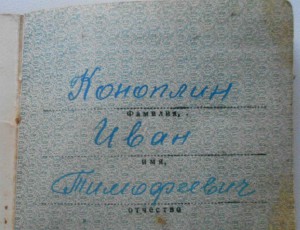 Коноплин
Фамилия,
Иван
имя,
Тимофеевич
отчество